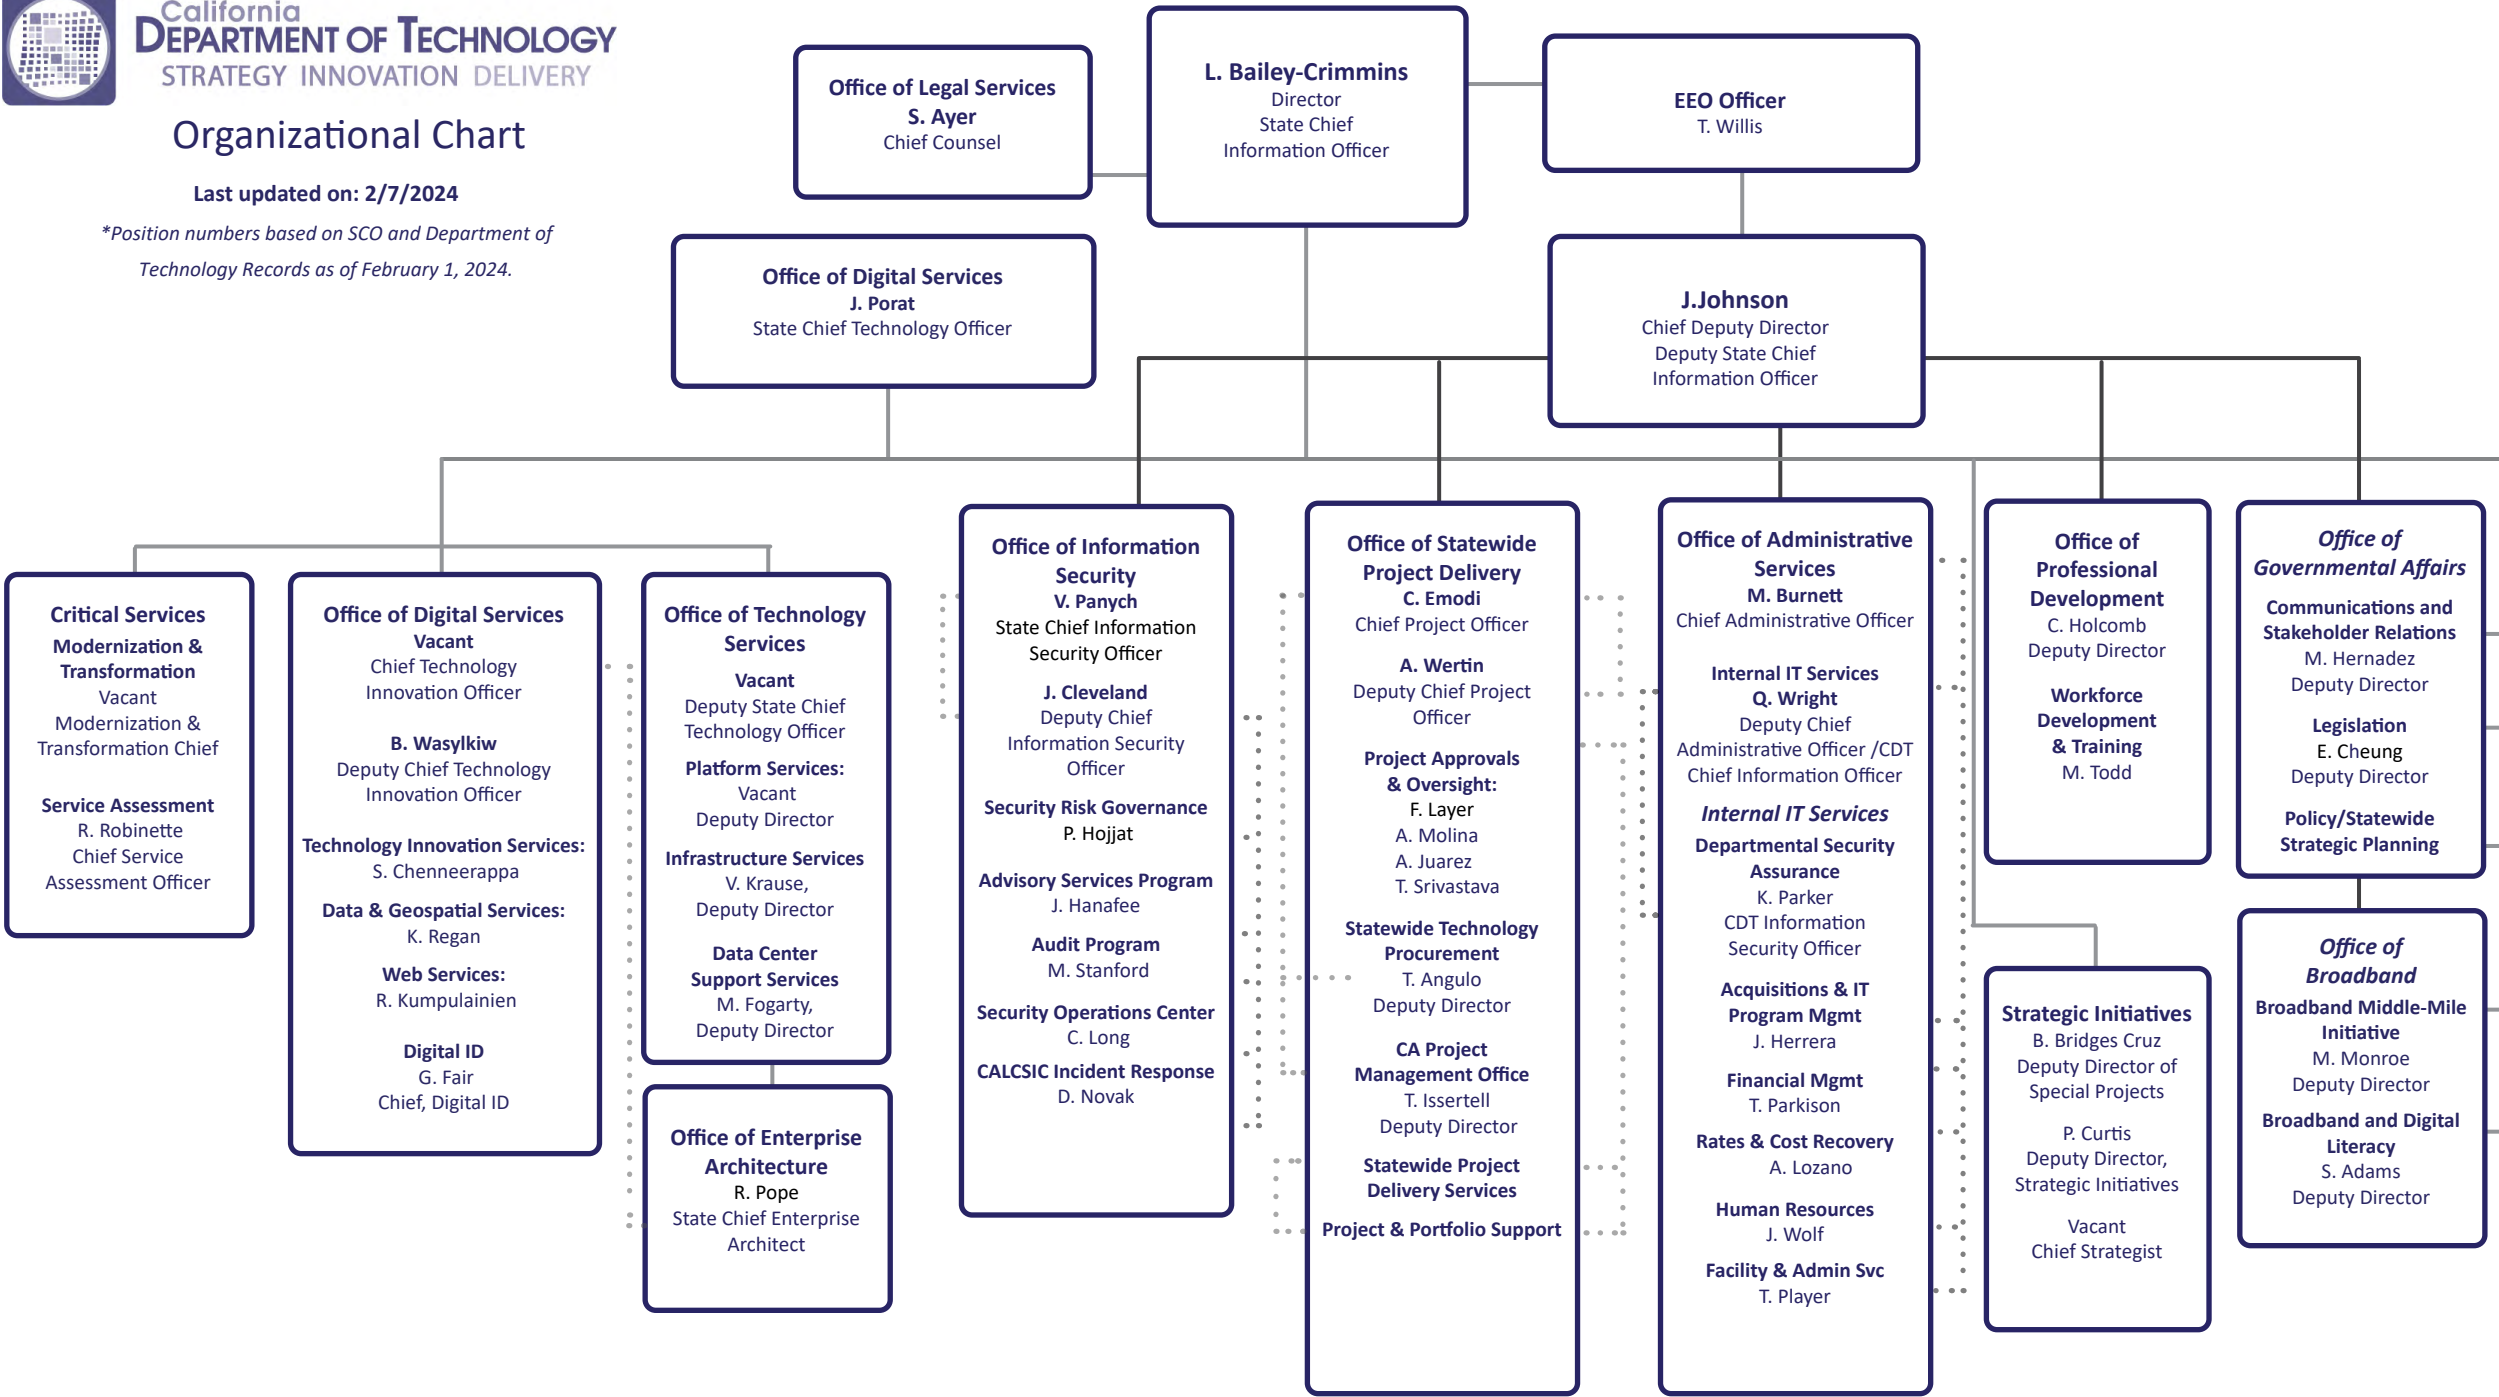 California
DEPARTMENT OF TECHNOLOGY
STRATEGY INNOVATION DELIVERY
Organizational Chart
Last updated on: 2/7/2024
*Position numbers based on SCO and Department of
Technology Records as of February 1, 2024.
Office of Legal Services
S. Ayer
Chief Counsel
L. Bailey-Crimmins
Director
State Chief
Information Officer
EEO Officer
T. Willis
Office of Digital Services
J. Porat
State Chief Technology Officer
J.Johnson
Chief Deputy Director
Deputy State Chief
Information Officer
Critical Services
Modernization &
Transformation
Vacant
Modernization &
Transformation Chief
Service Assessment
R. Robinette
Chief Service
Assessment Officer
Office of Digital Services
Vacant
Chief Technology
Innovation Officer
B. Wasylkiw
Deputy Chief Technology
Innovation Officer
Technology Innovation Services:
S. Chenneerappa
Data & Geospatial Services:
K. Regan
Web Services:
R. Kumpulainien
Digital ID
G. Fair
Chief, Digital ID
Office of Technology
Services
Vacant
Deputy State Chief
Technology Officer
Platform Services:
Vacant
Deputy Director
Infrastructure Services
V. Krause,
Deputy Director
Data Center
Support Services
M. Fogarty,
Deputy Director
Office of Enterprise
Architecture
R. Pope
State Chief Enterprise
Architect
Office of Information
Security
V. Panych
State Chief Information
Security Officer
J. Cleveland
Deputy Chief
Information Security
Officer
Security Risk Governance
P. Hojjat
Advisory Services Program
J. Hanafee
Audit Program
M. Stanford
Security Operations Center
C. Long
CALCSIC Incident Response
D. Novak
Office of Statewide
Project Delivery
C. Emodi
Chief Project Officer
A. Wertin
Deputy Chief Project
Officer
Project Approvals
& Oversight:
F. Layer
A. Molina
A. Juarez
T. Srivastava
Statewide Technology
Procurement
T. Angulo
Deputy Director
CA Project
Management Office
T. Issertell
Deputy Director
Statewide Project
Delivery Services
Project & Portfolio Support
Office of Administrative
Services
M. Burnett
Chief Administrative Officer
Internal IT Services
Q. Wright
Deputy Chief
Administrative Officer /CDT
Chief Information Officer
Internal IT Services
Departmental Security
Assurance
K. Parker
CDT Information
Security Officer
Acquisitions & IT
Program Mgmt
J. Herrera
Financial Mgmt
T. Parkison
Rates & Cost Recovery
A. Lozano
Human Resources
J. Wolf
Facility & Admin Svc
T. Player
Office of
Professional
Development
C. Holcomb
Deputy Director
Workforce
Development
& Training
M. Todd
Strategic Initiatives
B. Bridges Cruz
Deputy Director of
Special Projects
P. Curtis
Deputy Director,
Strategic Initiatives
Vacant
Chief Strategist
Office of
Governmental Affairs
Communications and
Stakeholder Relations
M. Hernadez
Deputy Director
Legislation
E. Cheung
Deputy Director
Policy/Statewide
Strategic Planning
Office of
Broadband
Broadband Middle-Mile
Initiative
M. Monroe
Deputy Director
Broadband and Digital
Literacy
S. Adams
Deputy Director